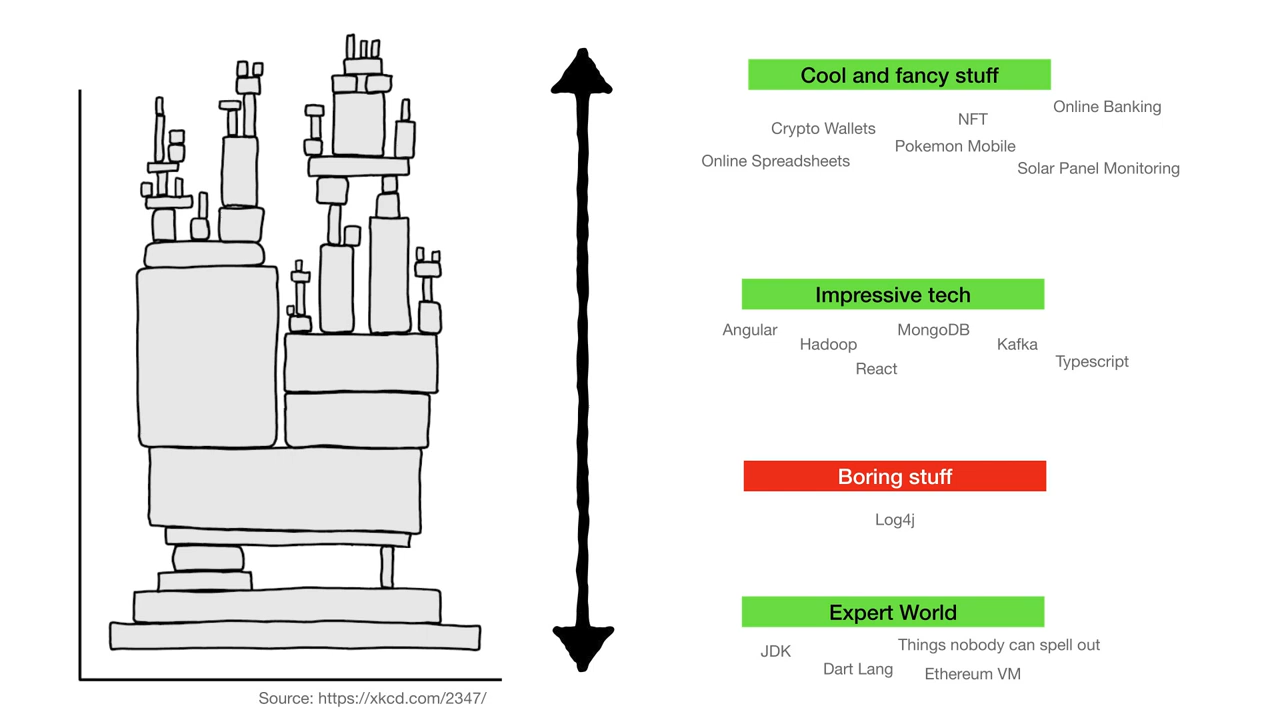 Cool and fancy stuff
Online Banking
NFT
Crypto Wallets
Pokemon Mobile
Online Spreadsheets
Solar Panel Monitoring
Impressive tech
Angular
MongoDB
Hadoop
Kafka
React
Typescript
Boring stuff
Log4j
Expert World
Things nobody can spell out
JDK
Dart Lang
Ethereum VM
Source: https://xkcd.com/2347/